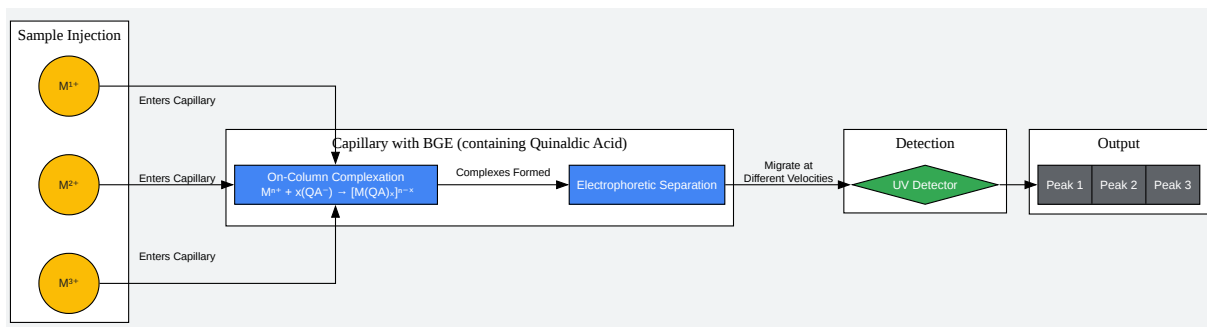 Sample Injection
M¹⁺
Enters Capillary
M²⁺
Enters Capillary
M³⁺
Enters Capillary
Capillary with BGE (containing Quinaldic Acid)
On-Column Complexation
Mⁿ⁺ + x(QA⁻) → [M(QA)ₓ]ⁿ⁻ˣ
Complexes Formed
Electrophoretic Separation
Migrate at
Different Velocities
Detection
UV Detector
Output
Peak 1 Peak 2 Peak 3